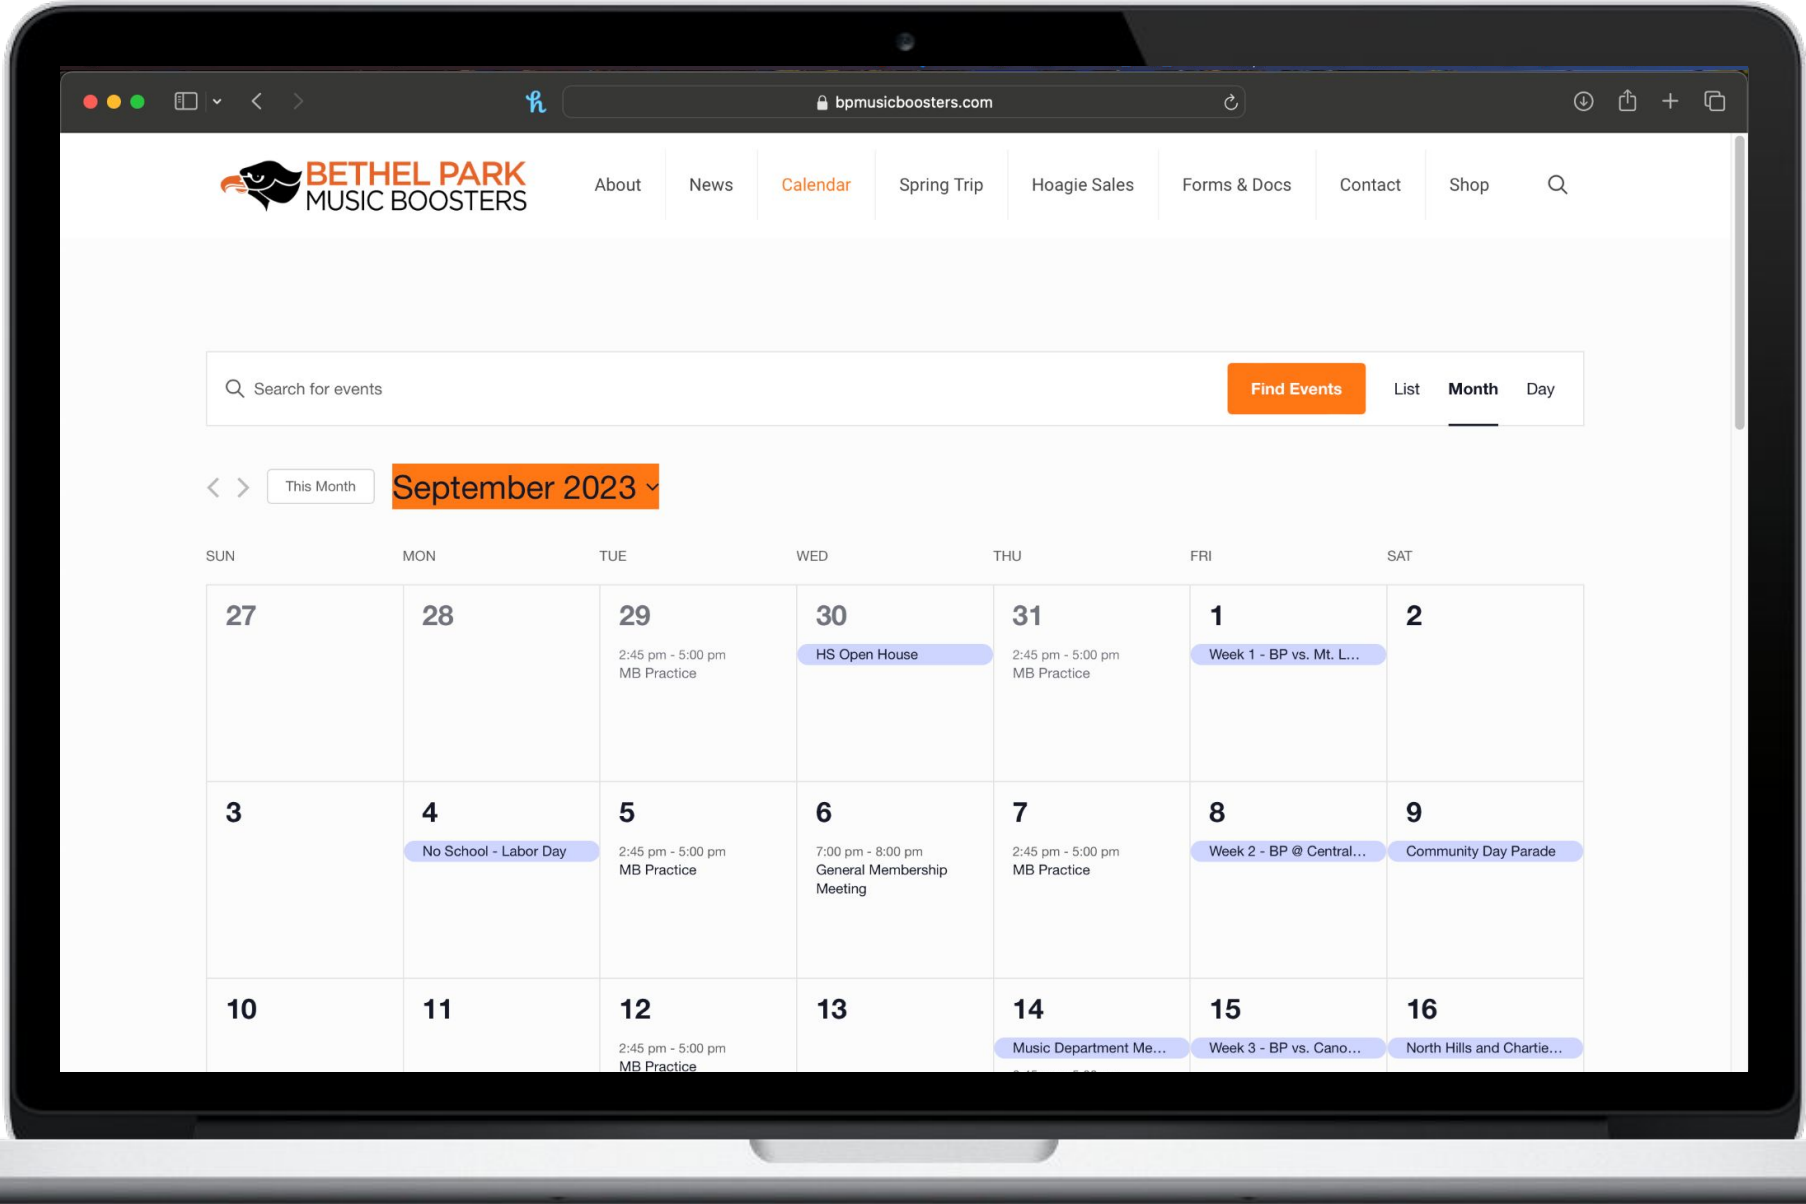 bpmusicboosters.com
BETHEL PARK
MUSIC BOOSTERS
About
News
Calendar
Spring Trip
Hoagie Sales
Forms & Docs
Contact
Shop
Search for events
Find Events
List
Month
Day
This Month
September 2023
SUN
MON
TUE
WED
THU
FRI
SAT
27
28
29
2:45 pm - 5:00 pm
MB Practice
30
HS Open House
31
2:45 pm - 5:00 pm
MB Practice
1
Week 1 - BP vs. Mt. L...
2
3
4
No School - Labor Day
5
2:45 pm - 5:00 pm
MB Practice
6
7:00 pm - 8:00 pm
General Membership
Meeting
7
2:45 pm - 5:00 pm
MB Practice
8
Week 2 - BP @ Central...
9
Community Day Parade
10
11
12
2:45 pm - 5:00 pm
MB Practice
13
14
Music Department Me...
15
Week 3 - BP vs. Cano...
16
North Hills and Chartie...